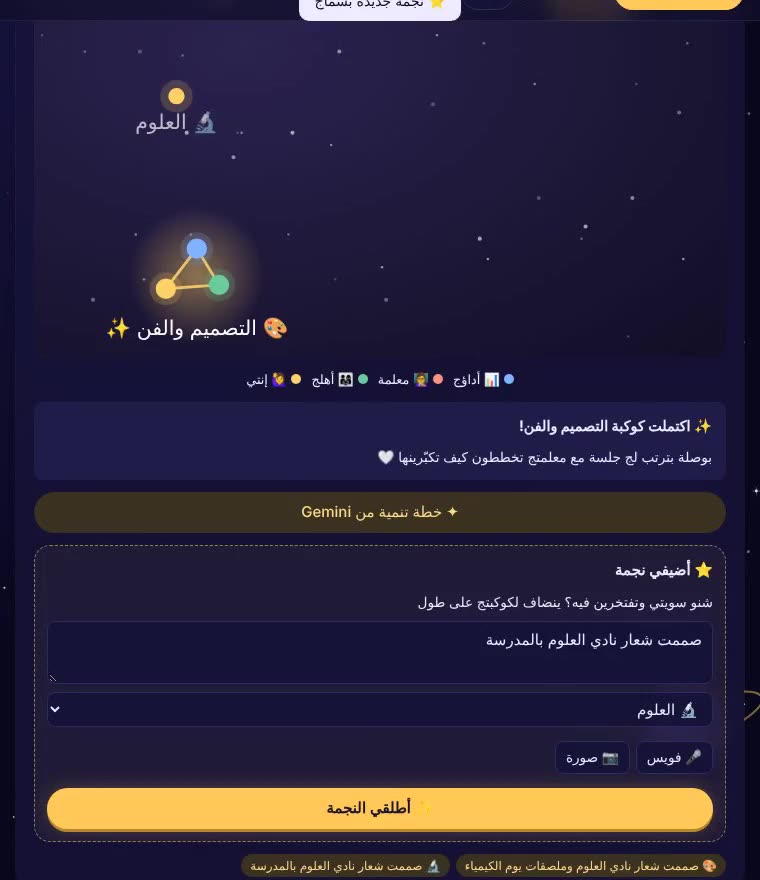 ⭐ نجمة جديدة بسماج
🔬 العلوم
🎨 التصميم والفن ✨
📊 أداؤج 👩‍🏫 معلمة 👨‍👩‍👧 أهلج 🙋‍♀️ إنتي
✨ اكتملت كوكبة التصميم والفن!
بوصلة بترتب لج جلسة مع معلمتج تخططون كيف تكبّرينها 🤍
✦ خطة تنمية من Gemini
⭐ أضيفي نجمة
شنو سويتي وتفتخرين فيه؟ ينضاف لكوكبتج على طول
صممت شعار نادي العلوم بالمدرسة
🔬 العلوم
🎤 فويس 📷 صورة
✨ أطلقي النجمة
🎨 صممت شعار نادي العلوم وملصقات يوم الكيمياء 🔬 صممت شعار نادي العلوم بالمدرسة